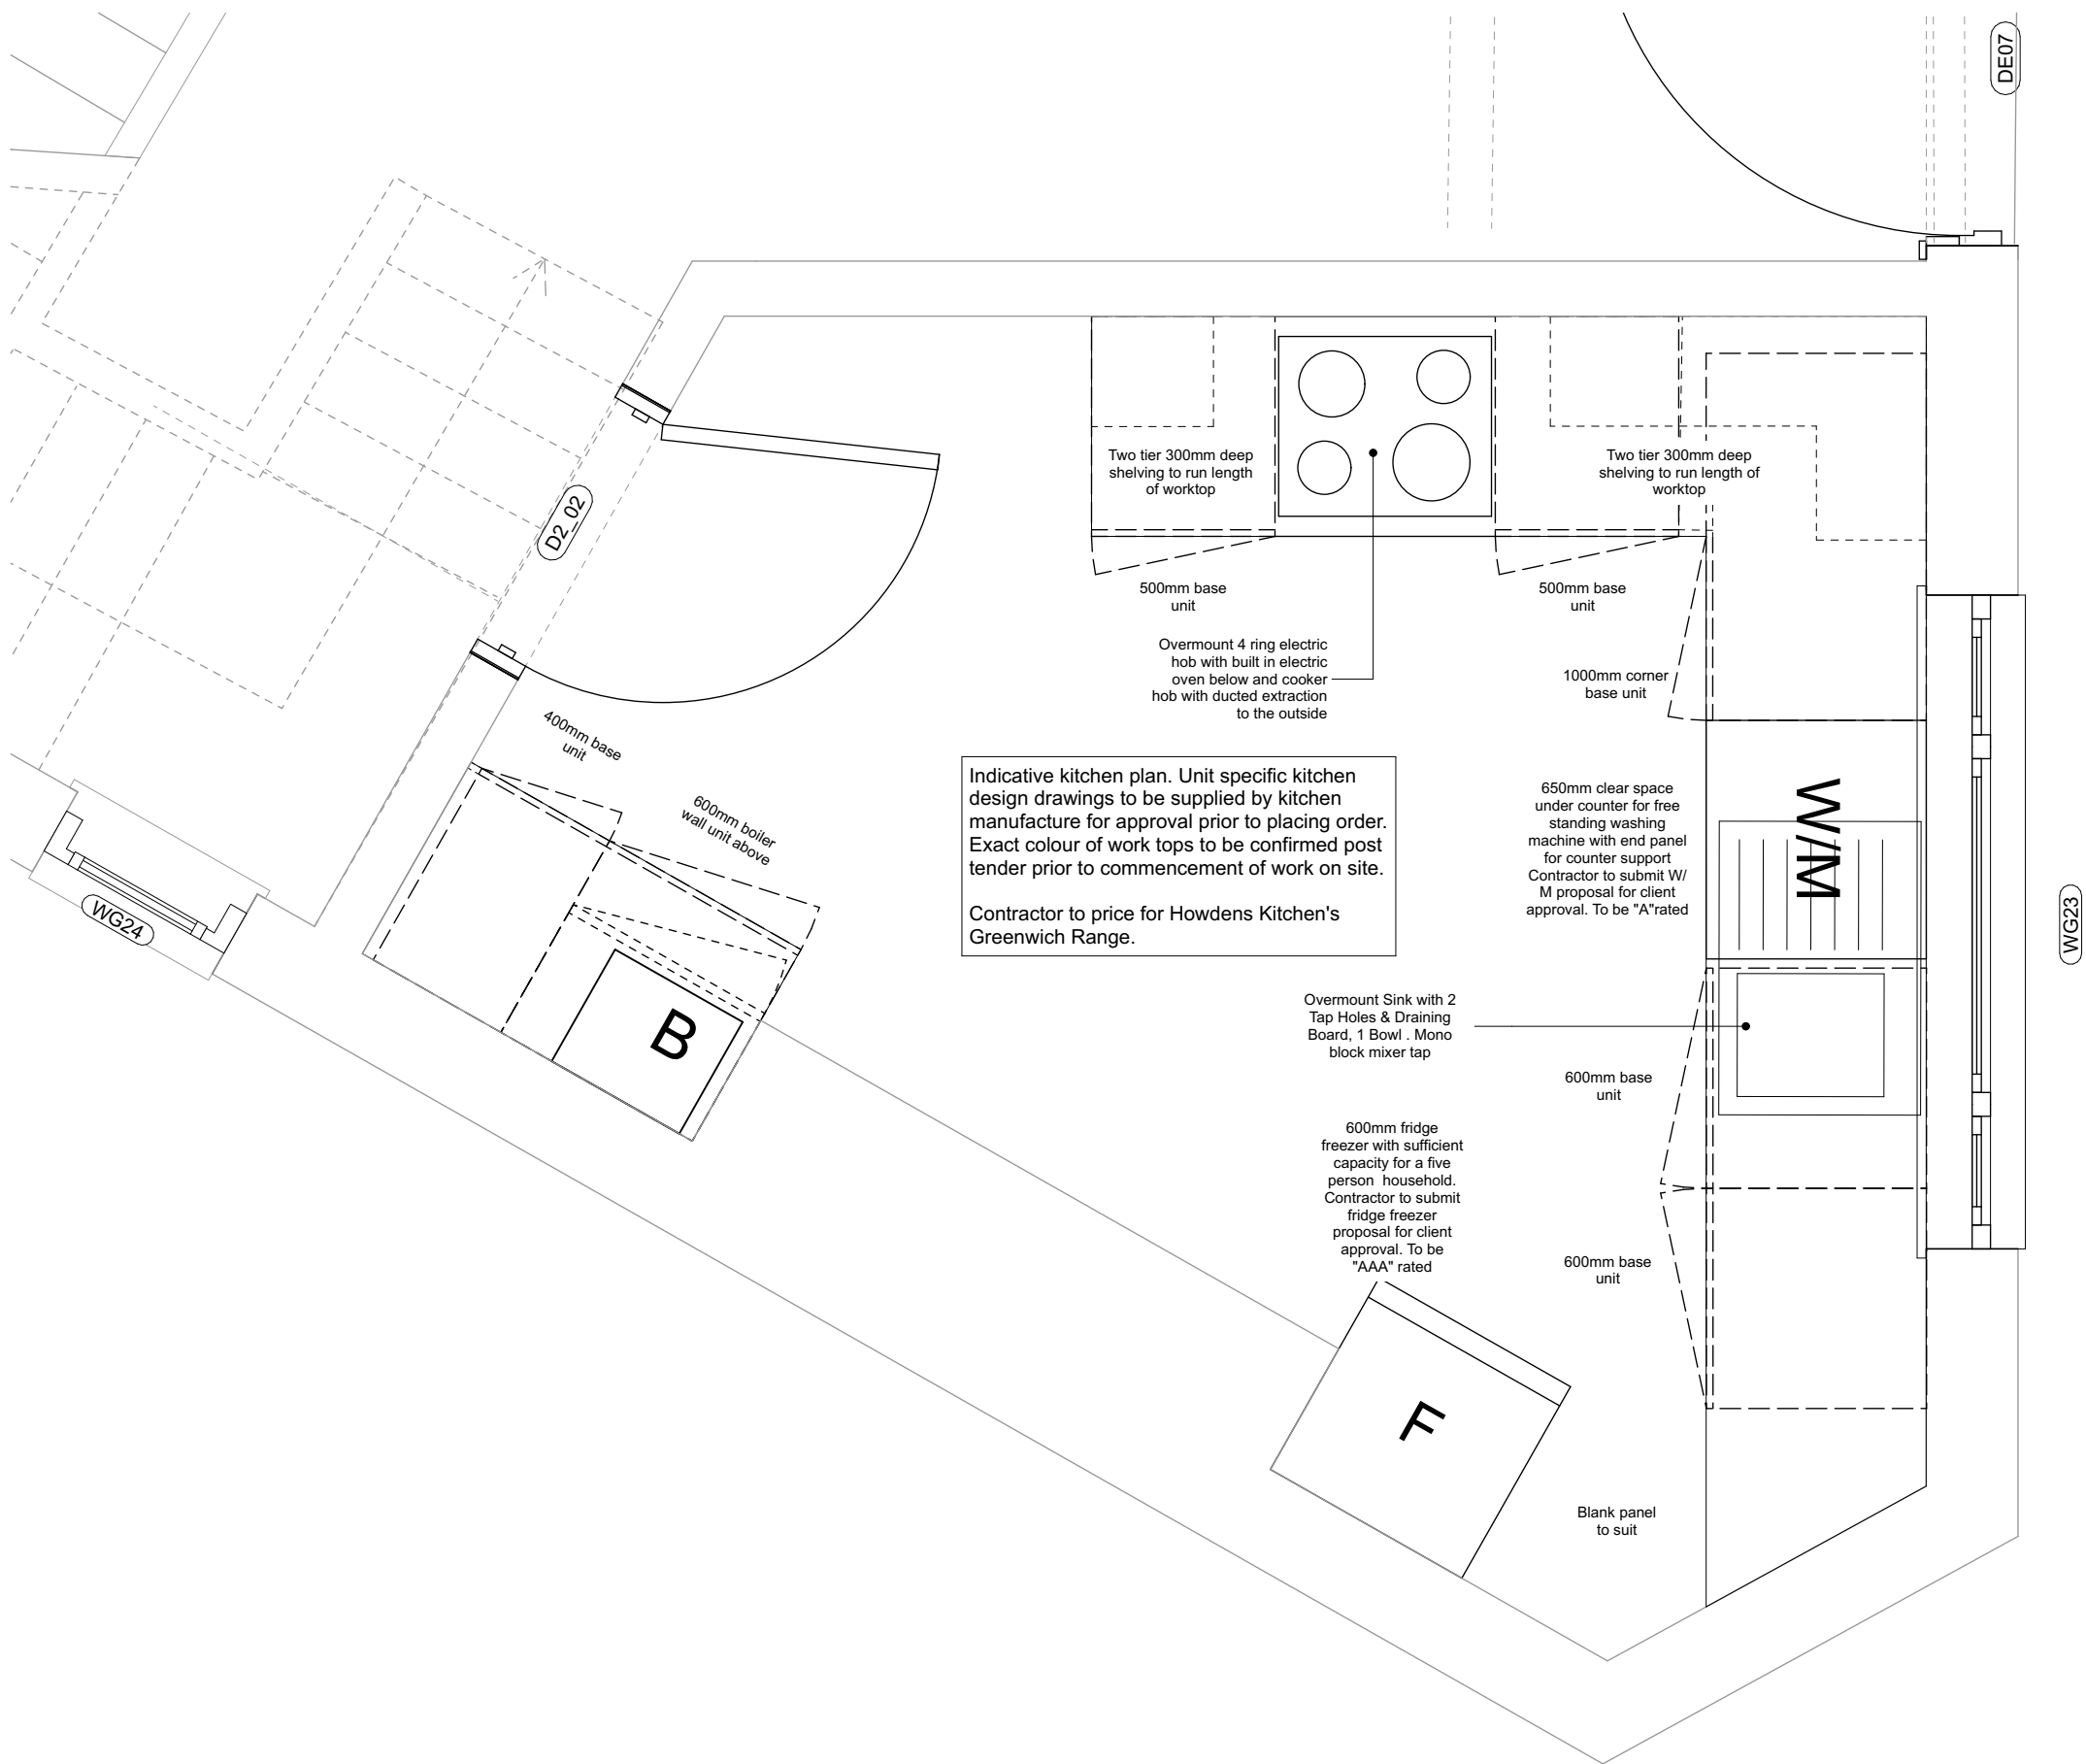 DE07
Two tier 300mm deep
shelving to run length
of worktop
Two tier 300mm deep
shelving to run length of
worktop
D2_02
500mm base
unit
500mm base
unit
Overmount 4 ring electric
hob with built in electric
oven below and cooker
hob with ducted extraction
to the outside
1000mm corner
base unit
400mm base
unit
600mm boiler
wall unit above
Indicative kitchen plan. Unit specific kitchen
design drawings to be supplied by kitchen
manufacture for approval prior to placing order.
Exact colour of work tops to be confirmed post
tender prior to commencement of work on site.
Contractor to price for Howdens Kitchen's
Greenwich Range.
650mm clear space
under counter for free
standing washing
machine with end panel
for counter support
Contractor to submit W/
M proposal for client
approval. To be "A"rated
W/M
WG24
WG23
B
Overmount Sink with 2
Tap Holes & Draining
Board, 1 Bowl . Mono
block mixer tap
600mm base
unit
600mm fridge
freezer with sufficient
capacity for a five
person household.
Contractor to submit
fridge freezer
proposal for client
approval. To be
"AAA" rated
600mm base
unit
F
Blank panel
to suit